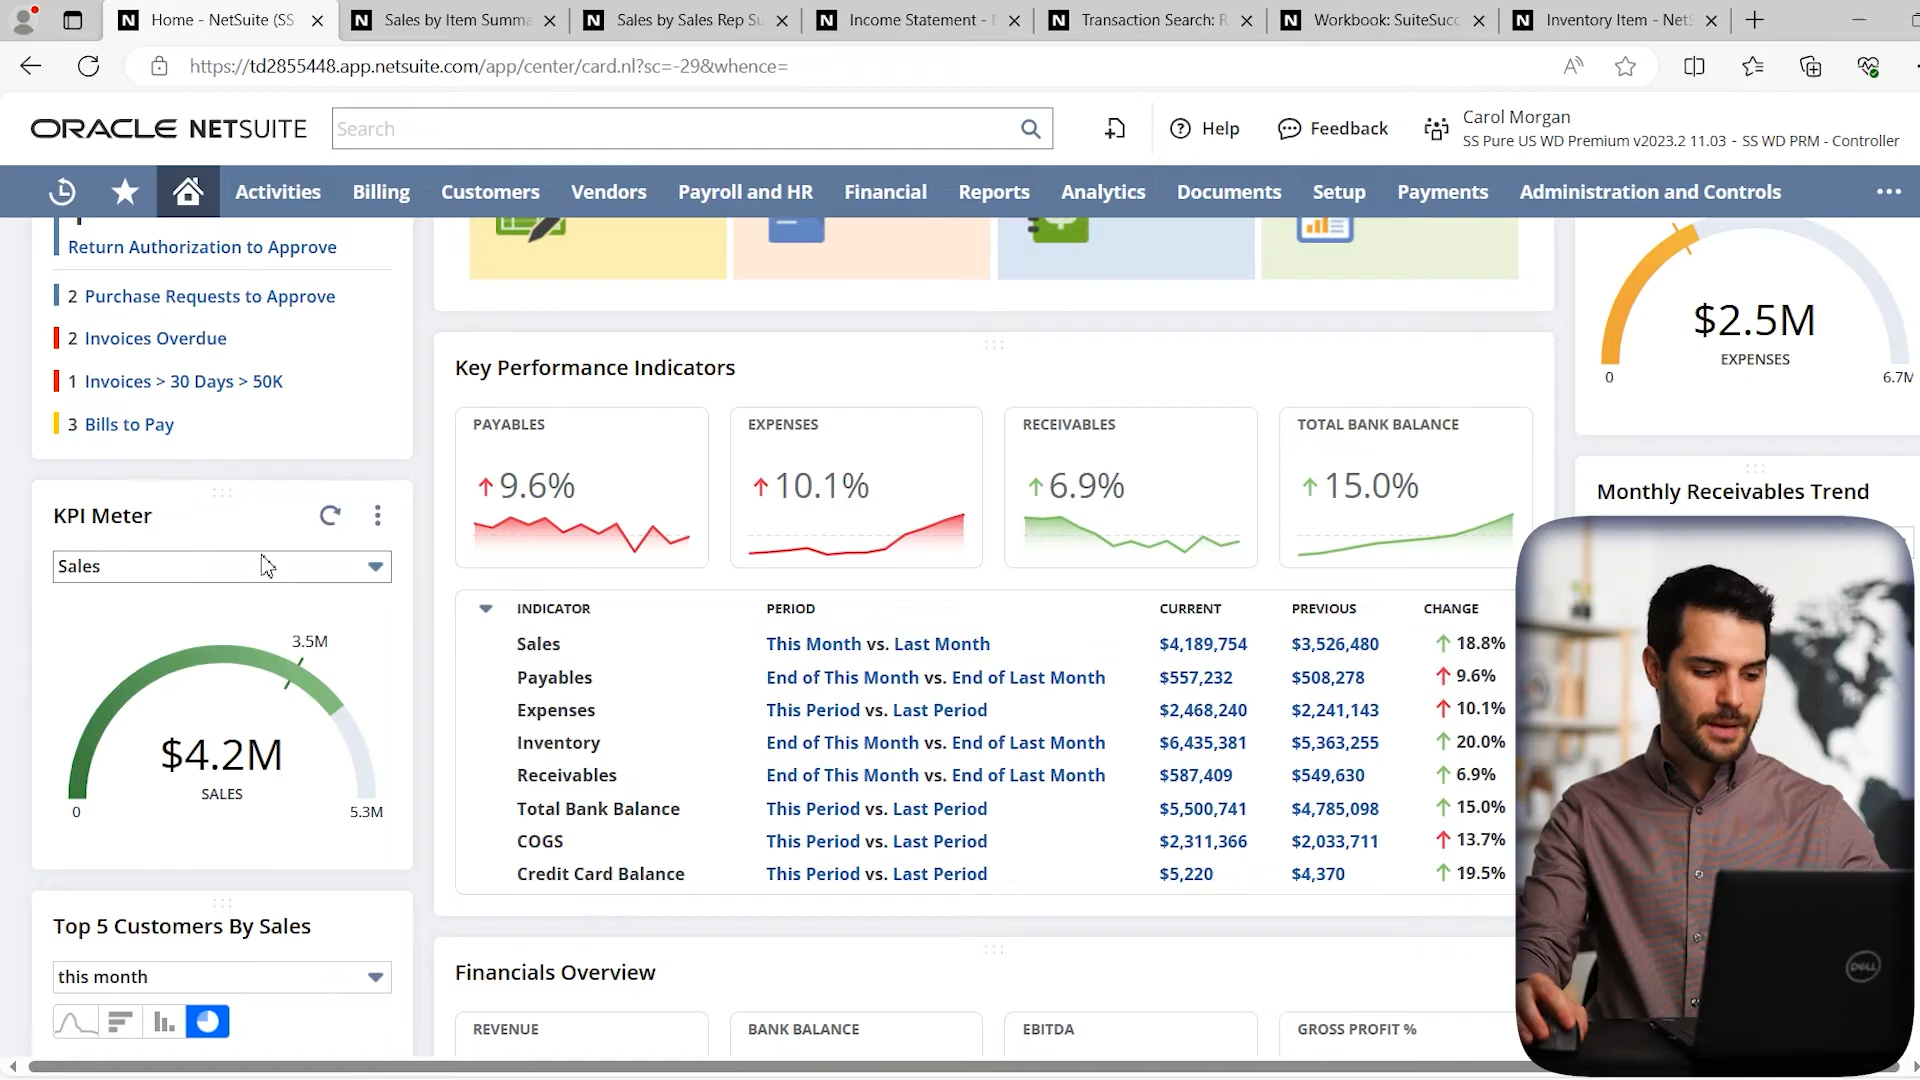 Home - NetSuite (SS
Sales by Item Summa
Sales by Sales Rep Su
Income Statement - N
Transaction Search: R
Workbook: SuiteSucc
Inventory Item - NetS
https://td2855448.app.netsuite.com/app/center/card.nl?sc=-29&whence=
ORACLE NETSUITE
Search
Help
Feedback
Carol Morgan
SS Pure US WD Premium v2023.2 11.03 - SS WD PRM - Controller
Activities Billing Customers Vendors Payroll and HR Financial Reports Analytics Documents Setup Payments Administration and Controls
Return Authorization to Approve
2 Purchase Requests to Approve
2 Invoices Overdue
1 Invoices > 30 Days > 50K
3 Bills to Pay
KPI Meter
Sales
3.5M
$4.2M
SALES
0
5.3M
Top 5 Customers By Sales
this month
Key Performance Indicators
PAYABLES
9.6%
EXPENSES
10.1%
RECEIVABLES
6.9%
TOTAL BANK BALANCE
15.0%
INDICATOR PERIOD CURRENT PREVIOUS CHANGE
Sales This Month vs. Last Month $4,189,754 $3,526,480 18.8%
Payables End of This Month vs. End of Last Month $557,232 $508,278 9.6%
Expenses This Period vs. Last Period $2,468,240 $2,241,143 10.1%
Inventory End of This Month vs. End of Last Month $6,435,381 $5,363,255 20.0%
Receivables End of This Month vs. End of Last Month $587,409 $549,630 6.9%
Total Bank Balance This Period vs. Last Period $5,500,741 $4,785,098 15.0%
COGS This Period vs. Last Period $2,311,366 $2,033,711 13.7%
Credit Card Balance This Period vs. Last Period $5,220 $4,370 19.5%
Financials Overview
REVENUE
BANK BALANCE
EBITDA
GROSS PROFIT %
$2.5M
EXPENSES
0
6.7M
Monthly Receivables Trend
DELL